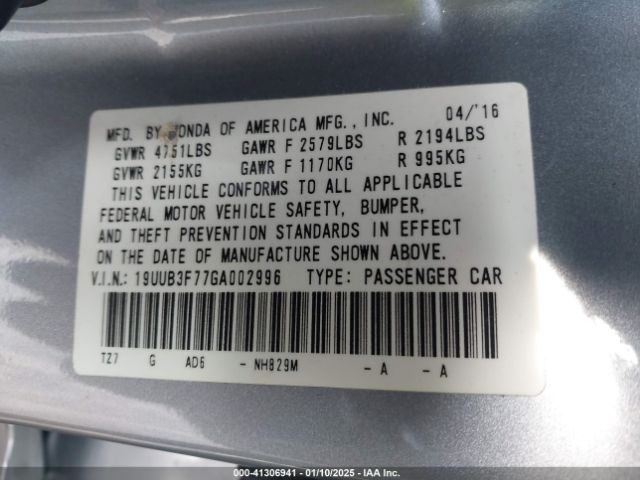 MFD. BY HONDA OF AMERICA MFG., INC. 04/'16
GVWR 4751LBS GAWR F 2579LBS R 2194LBS
GVWR 2155KG GAWR F 1170KG R 995KG
THIS VEHICLE CONFORMS TO ALL APPLICABLE
FEDERAL MOTOR VEHICLE SAFETY, BUMPER,
AND THEFT PREVENTION STANDARDS IN EFFECT
ON THE DATE OF MANUFACTURE SHOWN ABOVE.
V.I.N.: 19UUB3F77GA002996 TYPE: PASSENGER CAR
TZ7 G AD6 - NH829M - A - A
000-41306941 - 01/10/2025 - IAA Inc.